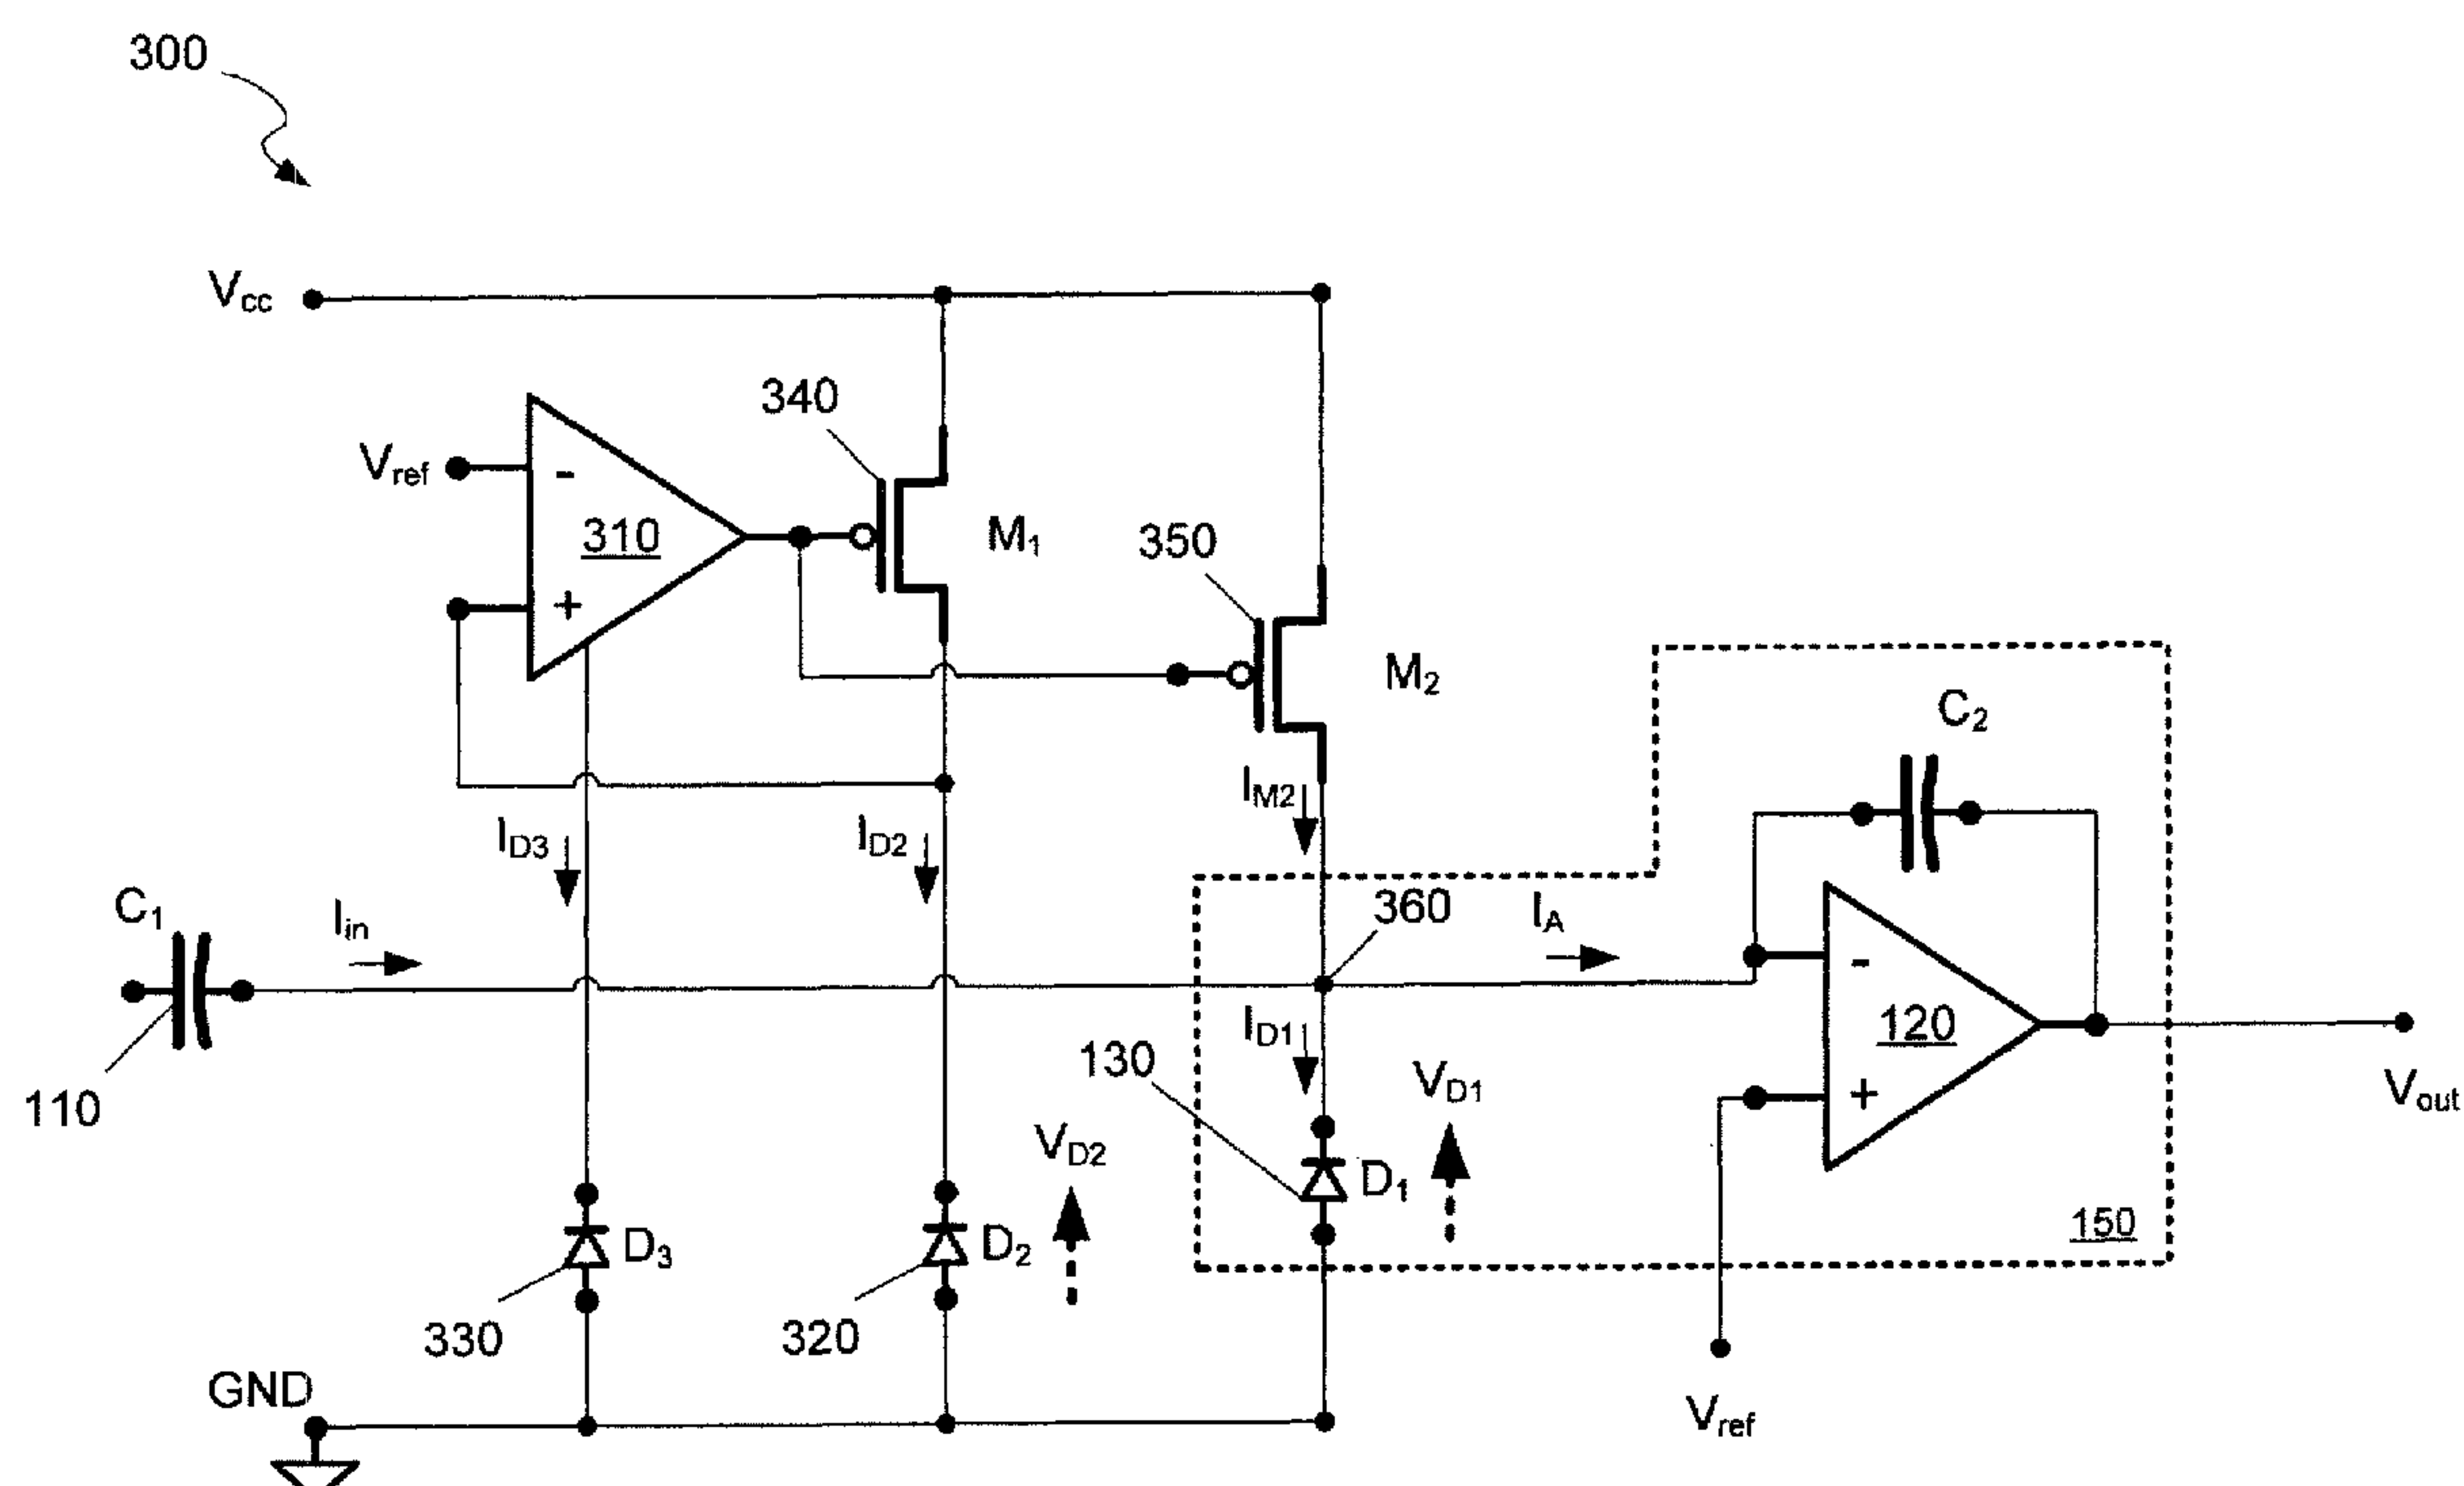 300
Vcc
340
Vref
-
310
+
M1
350
M2
C2
IM2
ID3
ID2
C1
Iin
360
IA
-
120
+
ID1
130
VD1
110
Vout
VD2
D1
150
D3
D2
330
320
GND
Vref